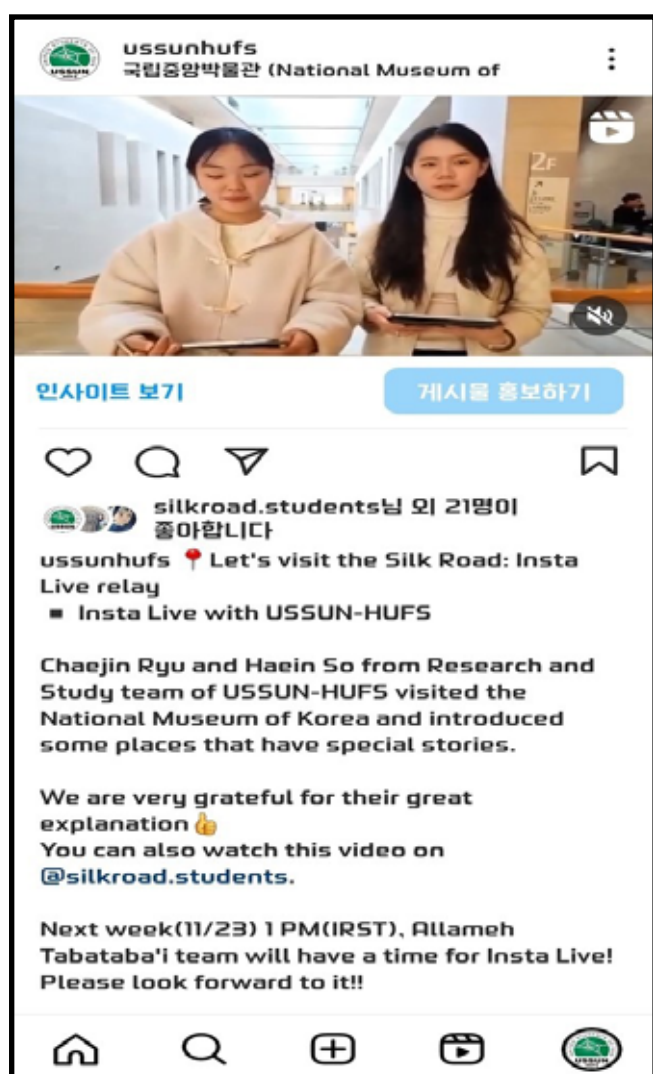 ussunhufs
국립중앙박물관 (National Museum of
2F
인사이트 보기
게시물 홍보하기
silkroad.students님 외 21명이
좋아합니다
ussunhufs 📍Let's visit the Silk Road: Insta
Live relay
▪ Insta Live with USSUN-HUFS
Chaejin Ryu and Haein So from Research and
Study team of USSUN-HUFS visited the
National Museum of Korea and introduced
some places that have special stories.
We are very grateful for their great
explanation👍
You can also watch this video on
@silkroad.students.
Next week(11/23) 1 PM(IRST), Allameh
Tabataba'i team will have a time for Insta Live!
Please look forward to it!!